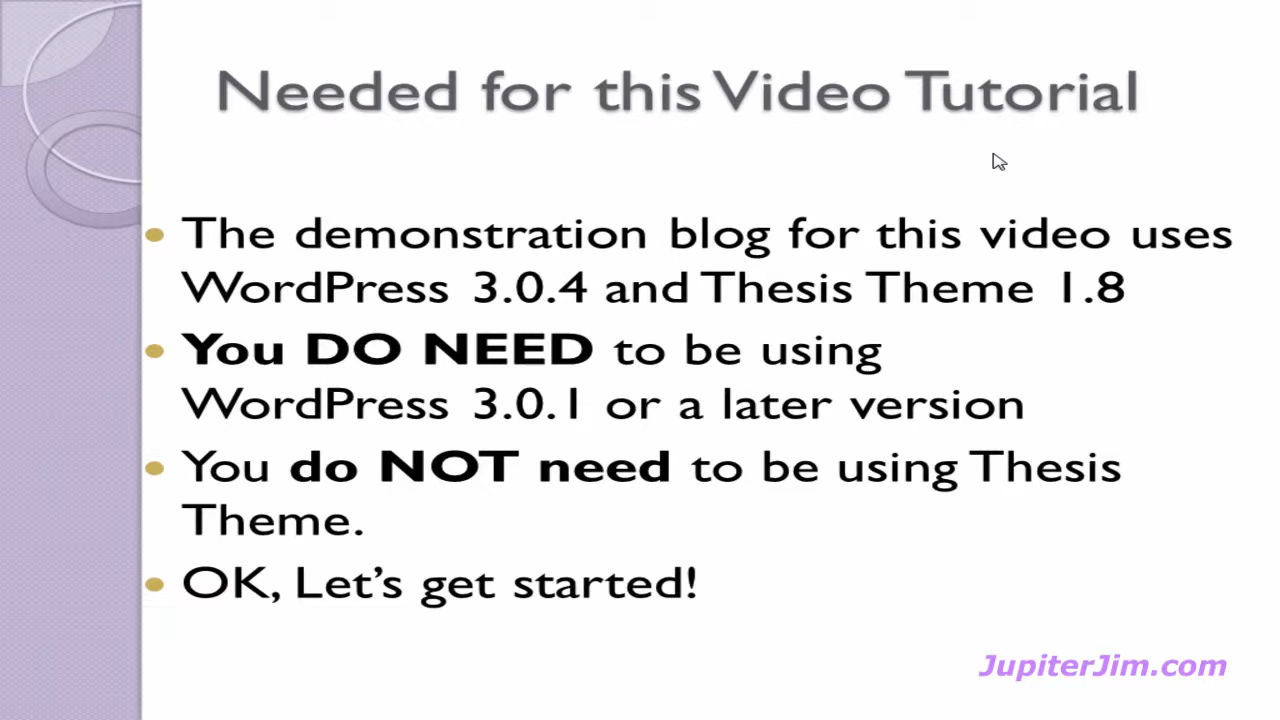 Needed for this Video Tutorial
• The demonstration blog for this video uses
WordPress 3.0.4 and Thesis Theme 1.8
• You DO NEED to be using
WordPress 3.0.1 or a later version
• You do NOT need to be using Thesis
Theme.
• OK, Let’s get started!
JupiterJim.com